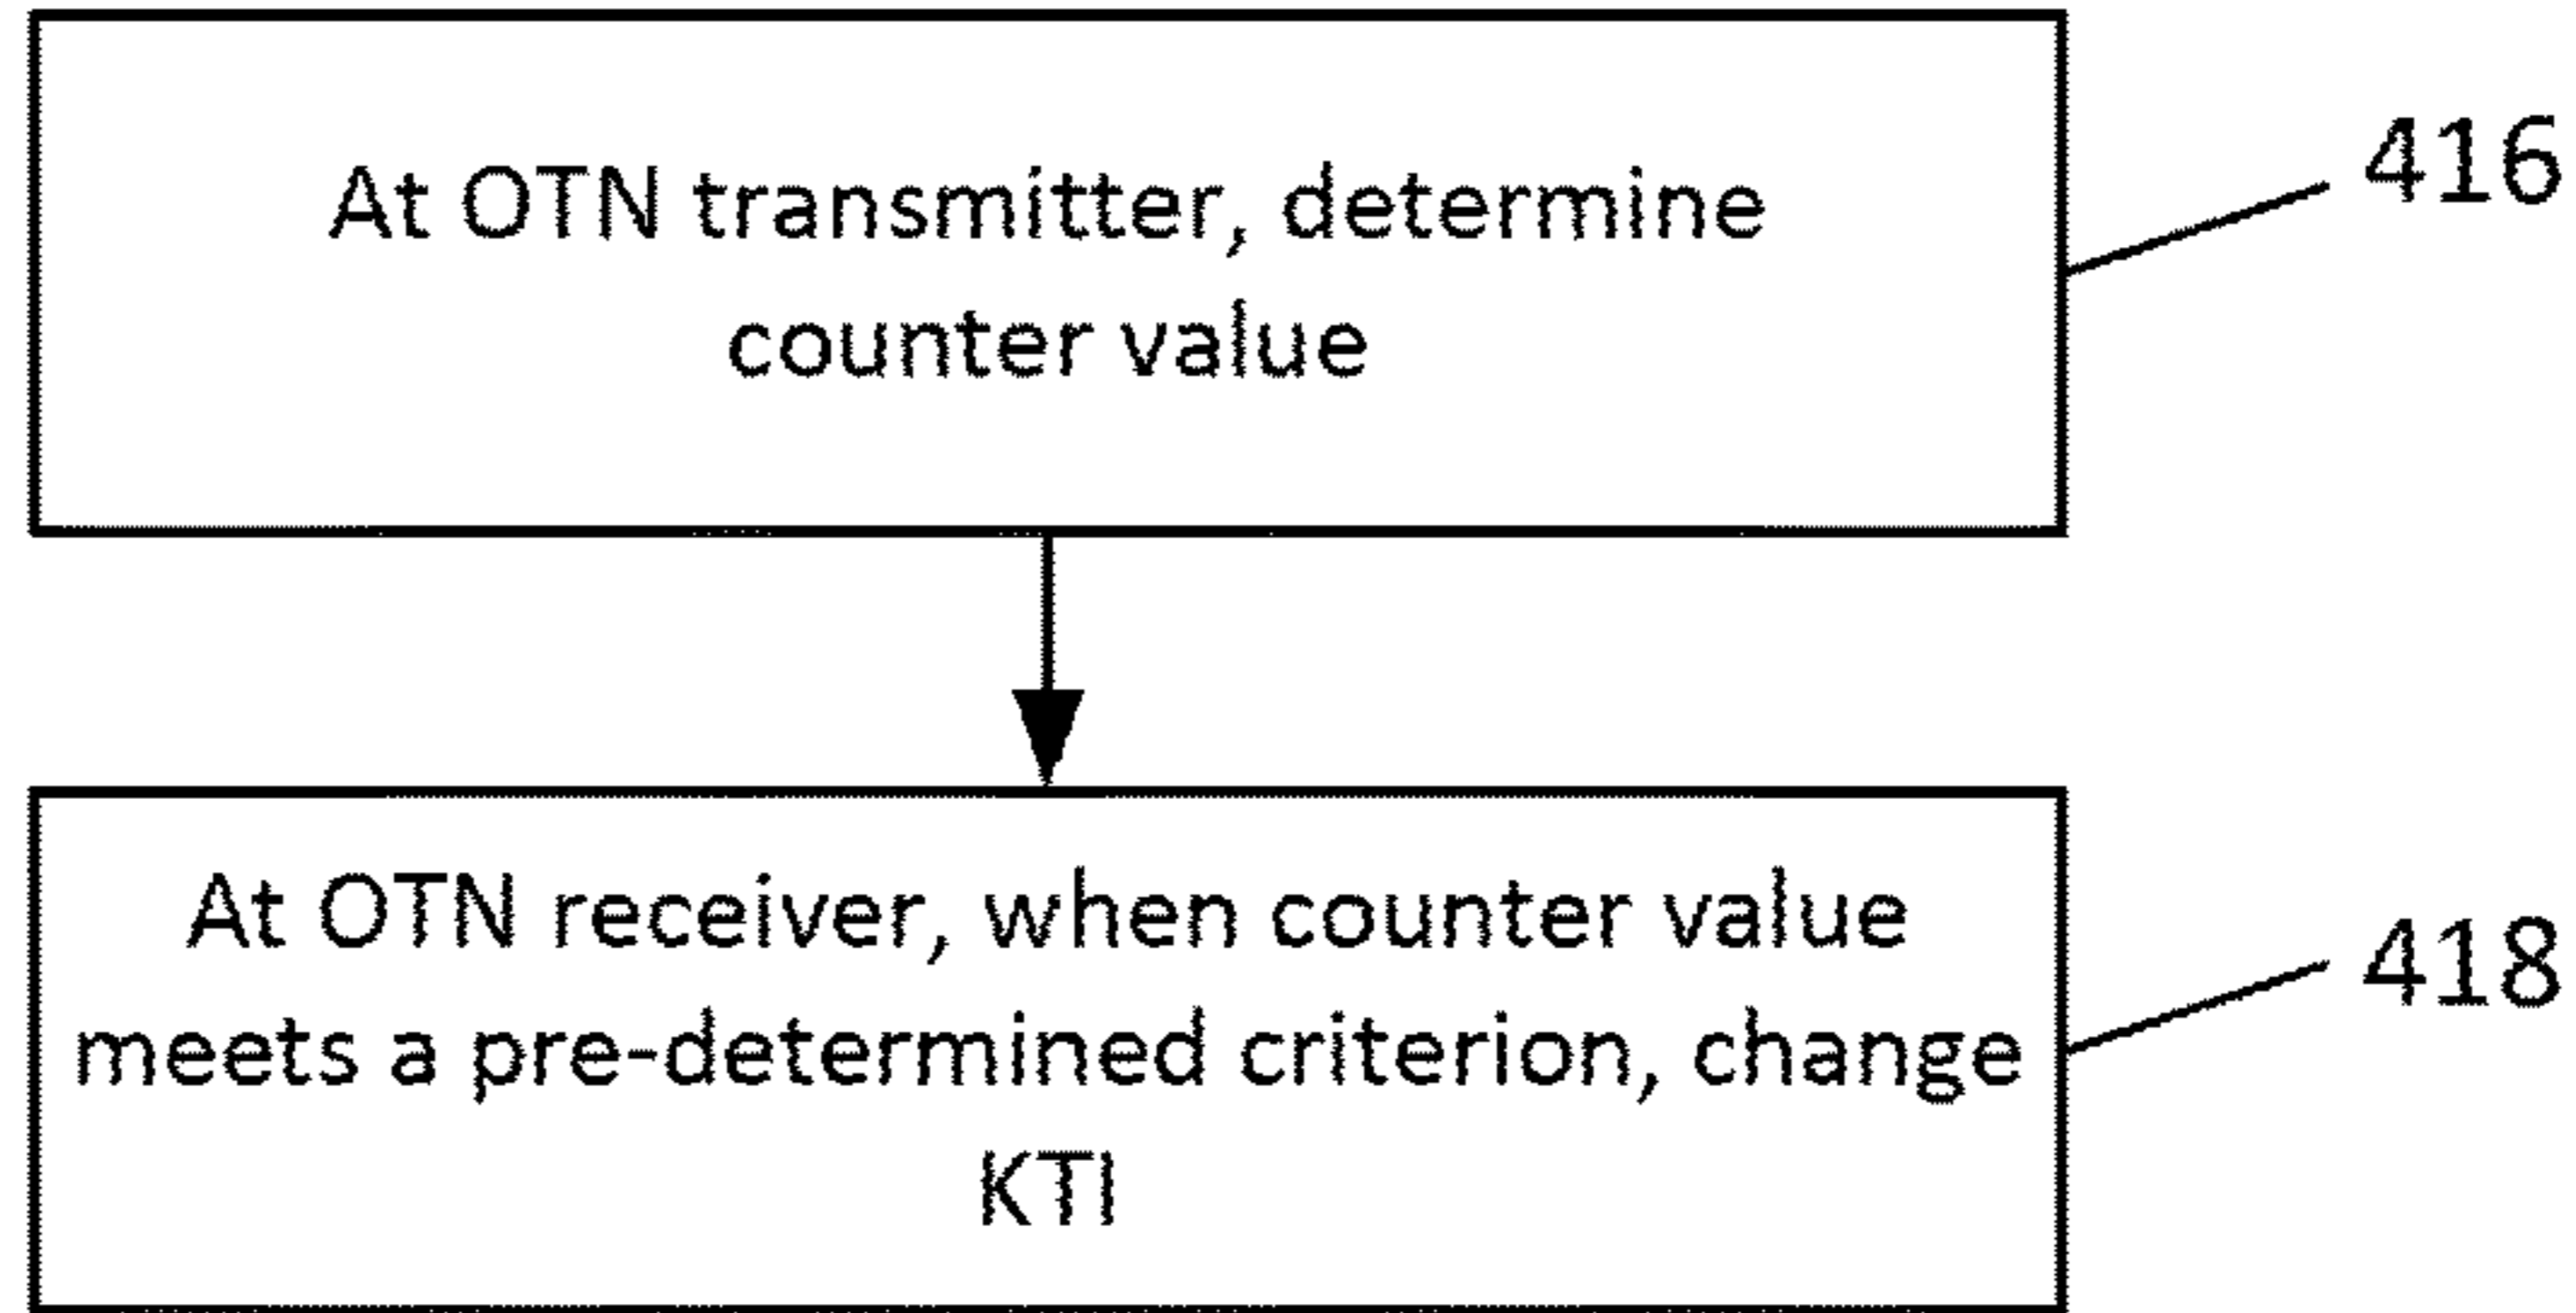 At OTN transmitter, determine
counter value
416
At OTN receiver, when counter value
meets a pre-determined criterion, change
KTI
418